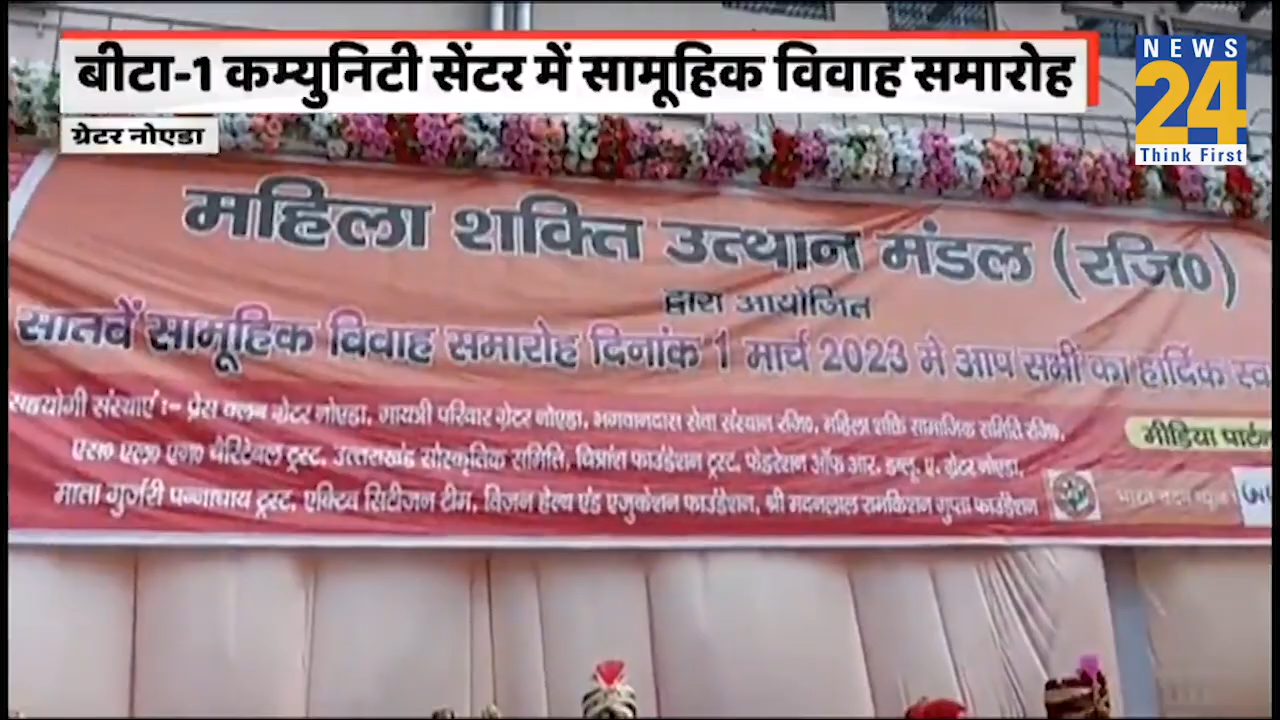 बीटा-1 कम्युनिटी सेंटर में सामूहिक विवाह समारोह
NEWS
24
Think First
ग्रेटर नोएडा
महिला शक्ति उत्थान मंडल (रजि०)
द्वारा आयोजित
सातवें सामूहिक विवाह समारोह दिनांक 1 मार्च 2023 मे आप सभी का हार्दिक
सहयोगी संस्थाएं :- प्रेस क्लब ग्रेटर नोएडा, गायत्री परिवार ग्रेटर नोएडा, भगवानदास सेवा संस्थान रजि०, महिला शक्ति सामाजिक समिति रजि०,
मीडिया
एस० एल० एन० चैरिटेबल ट्रस्ट, उत्तराखंड सांस्कृतिक समिति, विप्रांश फाउंडेशन ट्रस्ट, फेडरेशन ऑफ आर. डब्लू. ए. ग्रेटर नोएडा,
माता गुर्जरी पन्नाधाय ट्रस्ट, एक्टिव सिटीजन टीम, विजन हेल्थ एंड एजुकेशन फाउंडेशन, श्री मदनलाल रामकिशन गुप्ता फाउंडेशन